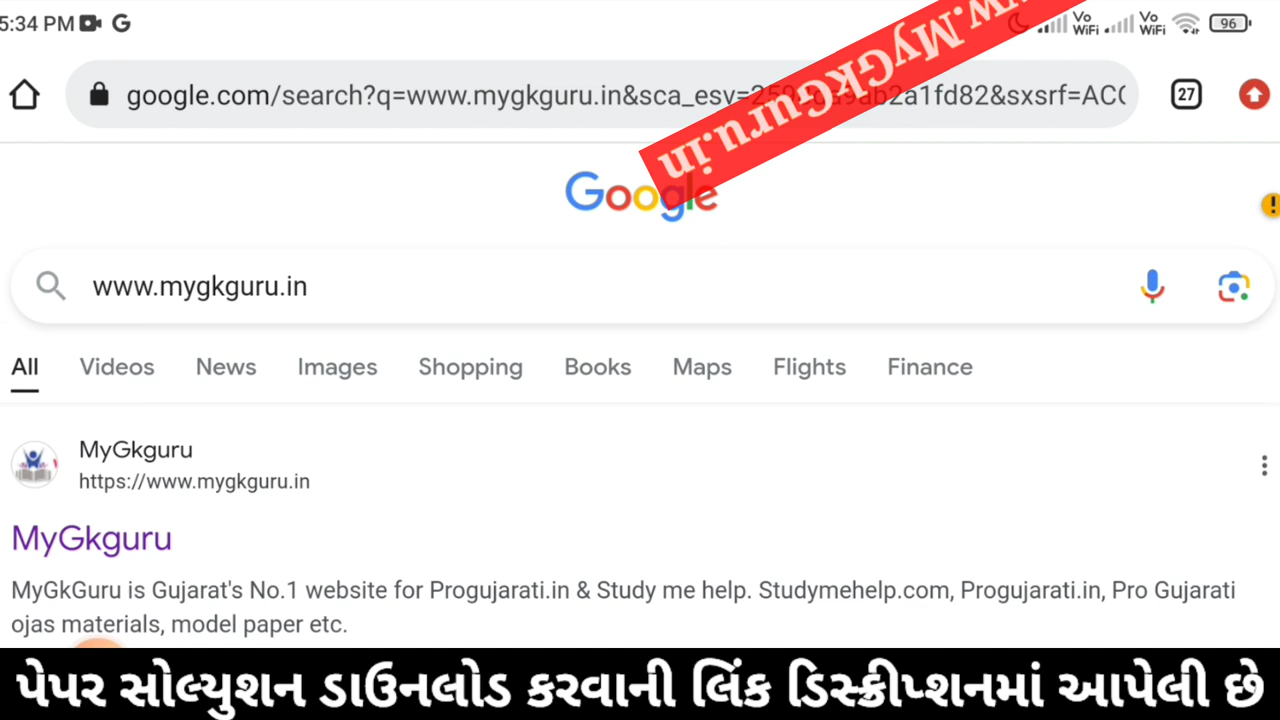 5:34 PM
Vo WiFi Vo WiFi 96
www.MyGkGuru.in
google.com/search?q=www.mygkguru.in&sca_esv=
27
Google
www.mygkguru.in
All Videos News Images Shopping Books Maps Flights Finance
MyGkguru
https://www.mygkguru.in
MyGkguru
MyGkGuru is Gujarat's No.1 website for Progujarati.in & Study me help. Studymehelp.com, Progujarati.in, Pro Gujarati
ojas materials, model paper etc.
પેપર સોલ્યુશન ડાઉનલોડ કરવાની લિંક ડિસ્ક્રીપ્શનમાં આપેલી છે